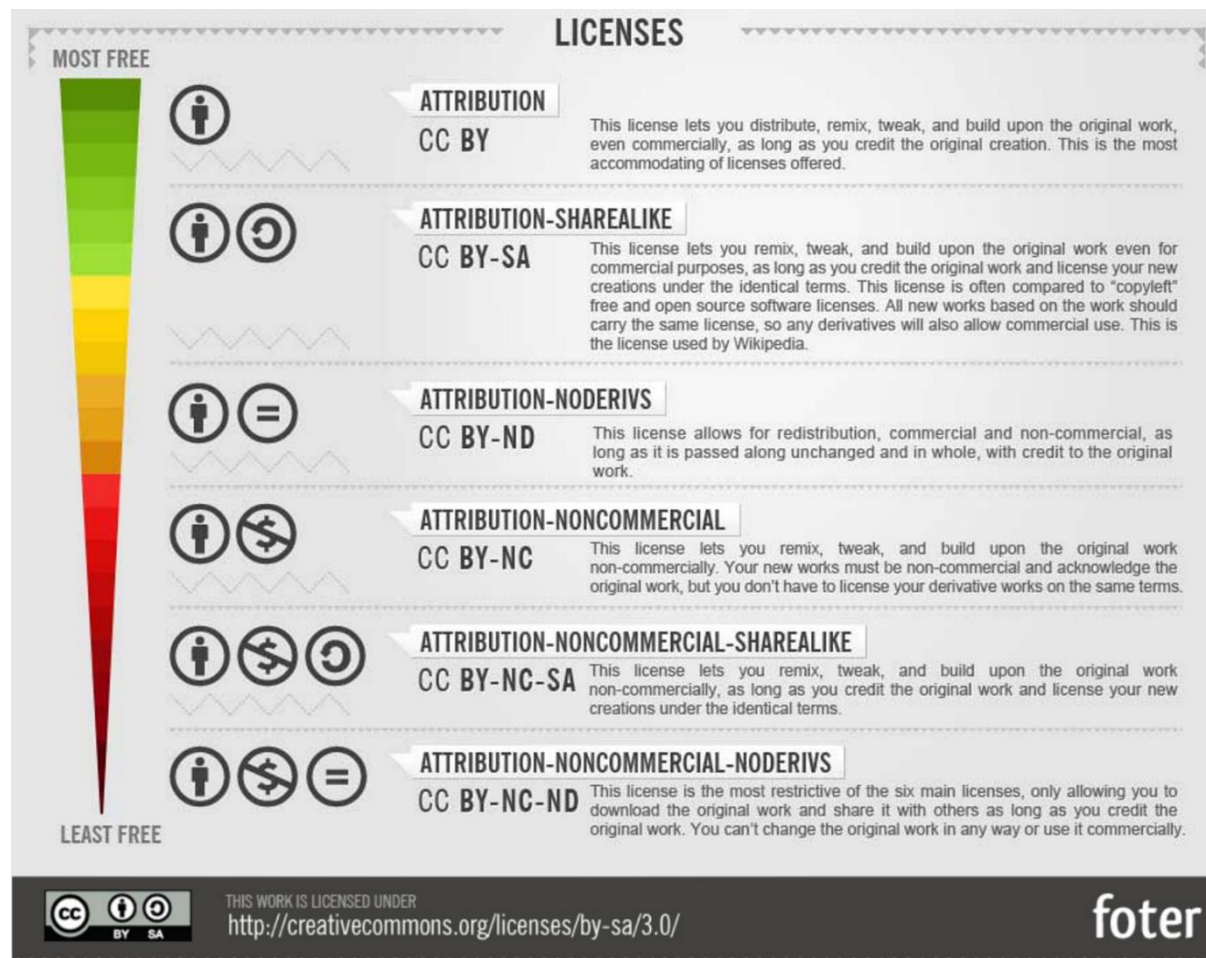 LICENSES
MOST FREE
ATTRIBUTION
CC BY
This license lets you distribute, remix, tweak, and build upon the original work,
even commercially, as long as you credit the original creation. This is the most
accommodating of licenses offered.
ATTRIBUTION-SHAREALIKE
CC BY-SA
This license lets you remix, tweak, and build upon the original work even for
commercial purposes, as long as you credit the original work and license your new
creations under the identical terms. This license is often compared to “copyleft”
free and open source software licenses. All new works based on the work should
carry the same license, so any derivatives will also allow commercial use. This is
the license used by Wikipedia.
ATTRIBUTION-NODERIVS
CC BY-ND
This license allows for redistribution, commercial and non-commercial, as
long as it is passed along unchanged and in whole, with credit to the original
work.
ATTRIBUTION-NONCOMMERCIAL
CC BY-NC
This license lets you remix, tweak, and build upon the original work
non-commercially. Your new works must be non-commercial and acknowledge the
original work, but you don’t have to license your derivative works on the same terms.
ATTRIBUTION-NONCOMMERCIAL-SHAREALIKE
CC BY-NC-SA
This license lets you remix, tweak, and build upon the original work
non-commercially, as long as you credit the original work and license your new
creations under the identical terms.
ATTRIBUTION-NONCOMMERCIAL-NODERIVS
CC BY-NC-ND
This license is the most restrictive of the six main licenses, only allowing you to
download the original work and share it with others as long as you credit the
original work. You can’t change the original work in any way or use it commercially.
LEAST FREE
cc
BY SA
THIS WORK IS LICENSED UNDER
http://creativecommons.org/licenses/by-sa/3.0/
foter